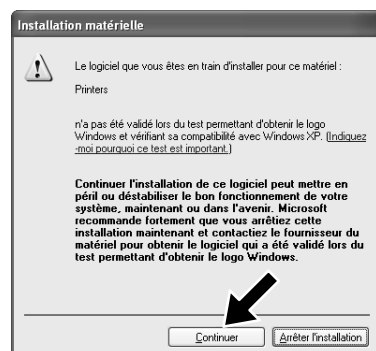 Installation matérielle
Le logiciel que vous êtes en train d'installer pour ce matériel :
Printers
n'a pas été validé lors du test permettant d'obtenir le logo
Windows et vérifiant sa compatibilité avec Windows XP. (Indiquez
-moi pourquoi ce test est important.)
Continuer l'installation de ce logiciel peut mettre en
péril ou déstabiliser le bon fonctionnement de votre
système, maintenant ou dans l'avenir. Microsoft
recommande fortement que vous arrêtiez cette
installation maintenant et contactiez le fournisseur du
matériel pour obtenir le logiciel qui a été validé lors du
test permettant d'obtenir le logo Windows.
Continuer Arrêter l'installation